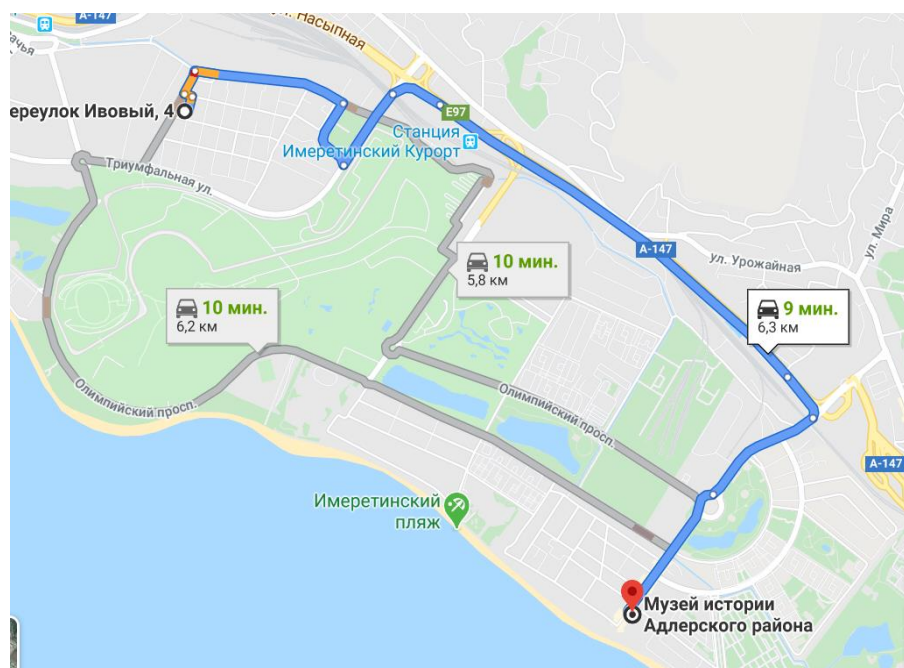 А-147
ул. Насыпная
ереулок Ивовый, 4
Е97
Станция
Имеретинский Курорт
Триумфальная ул.
А-147
ул. Урожайная
ул. Мира
10 мин.
5,8 км
10 мин.
6,2 км
9 мин.
6,3 км
Олимпийский просп.
Олимпийский просп.
А-147
Имеретинский
пляж
Музей истории
Адлерского района